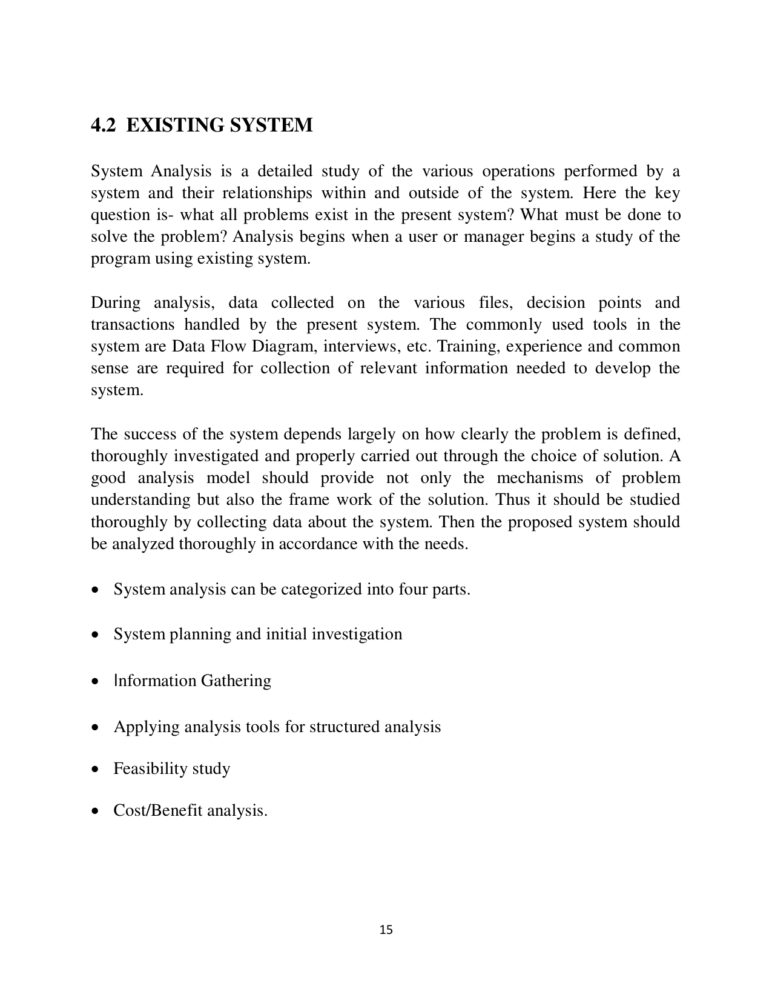 4.2 EXISTING SYSTEM
System Analysis is a detailed study of the various operations performed by a
system and their relationships within and outside of the system. Here the key
question is- what all problems exist in the present system? What must be done to
solve the problem? Analysis begins when a user or manager begins a study of the
program using existing system.
During analysis, data collected on the various files, decision points and
transactions handled by the present system. The commonly used tools in the
system are Data Flow Diagram, interviews, etc. Training, experience and common
sense are required for collection of relevant information needed to develop the
system.
The success of the system depends largely on how clearly the problem is defined,
thoroughly investigated and properly carried out through the choice of solution. A
good analysis model should provide not only the mechanisms of problem
understanding but also the frame work of the solution. Thus it should be studied
thoroughly by collecting data about the system. Then the proposed system should
be analyzed thoroughly in accordance with the needs.
• System analysis can be categorized into four parts.
• System planning and initial investigation
• Information Gathering
• Applying analysis tools for structured analysis
• Feasibility study
• Cost/Benefit analysis.
15